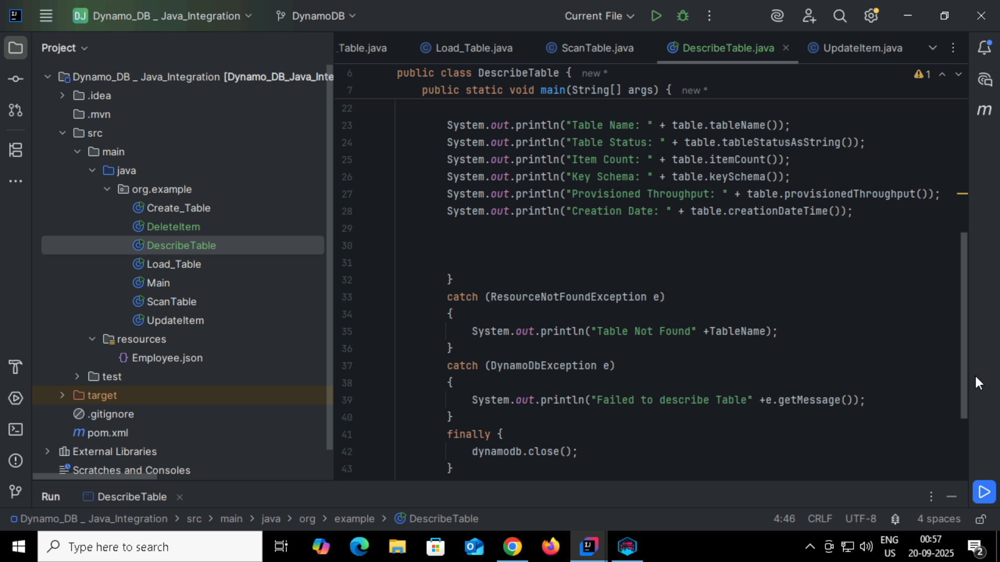 DJ Dynamo_DB _ Java_Integration DynamoDB Current File
Project
Dynamo_DB _ Java_Integration [Dynamo_DB_Java_Inte
.idea
.mvn
src
main
java
org.example
Create_Table
DeleteItem
DescribeTable
Load_Table
Main
ScanTable
UpdateItem
resources
Employee.json
test
target
.gitignore
pom.xml
External Libraries
Scratches and Consoles
_Table.java Load_Table.java ScanTable.java DescribeTable.java UpdateItem.java
6 public class DescribeTable { new *
1
7 public static void main(String[] args) { new *
22
23 System.out.println("Table Name: " + table.tableName());
24 System.out.println("Table Status: " + table.tableStatusAsString());
25 System.out.println("Item Count: " + table.itemCount());
26 System.out.println("Key Schema: " + table.keySchema());
27 System.out.println("Provisioned Throughput: " + table.provisionedThroughput());
28 System.out.println("Creation Date: " + table.creationDateTime());
29
30
31
32 }
33 catch (ResourceNotFoundException e)
34 {
35 System.out.println("Table Not Found" +TableName);
36 }
37 catch (DynamoDbException e)
38 {
39 System.out.println("Failed to describe Table" +e.getMessage());
40 }
41 finally {
42 dynamodb.close();
43 }
Run DescribeTable
Dynamo_DB _ Java_Integration > src > main > java > org > example > DescribeTable 4:46 CRLF UTF-8 4 spaces
Type here to search
ENG
US
00:57
20-09-2025
2